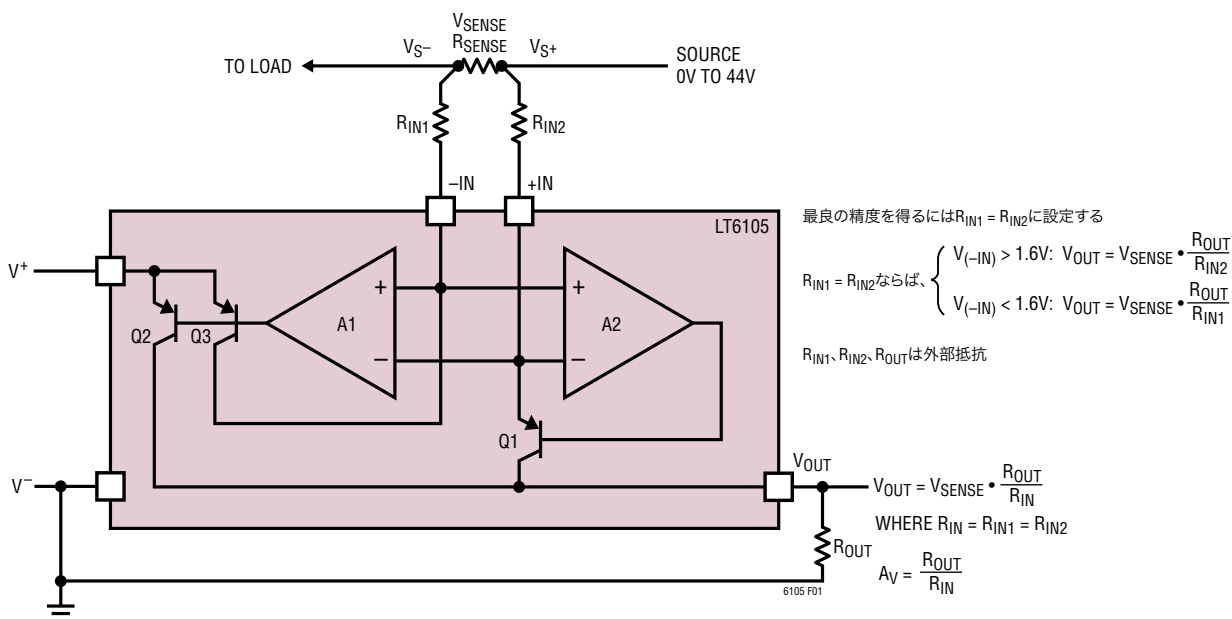 VSENSE
RSENSE
VS–
VS+
TO LOAD
SOURCE
0V TO 44V
RIN1
RIN2
–IN
+IN
LT6105
V+
Q2
Q3
A1
+
–
A2
+
–
Q1
V–
VOUT
VOUT = VSENSE • ROUT/RIN
WHERE RIN = RIN1 = RIN2
AV = ROUT/RIN
ROUT
6105 F01
最良の精度を得るにはRIN1 = RIN2に設定する
RIN1 = RIN2ならば、
V(–IN) > 1.6V: VOUT = VSENSE • ROUT/RIN2
V(–IN) < 1.6V: VOUT = VSENSE • ROUT/RIN1
RIN1、RIN2、ROUTは外部抵抗